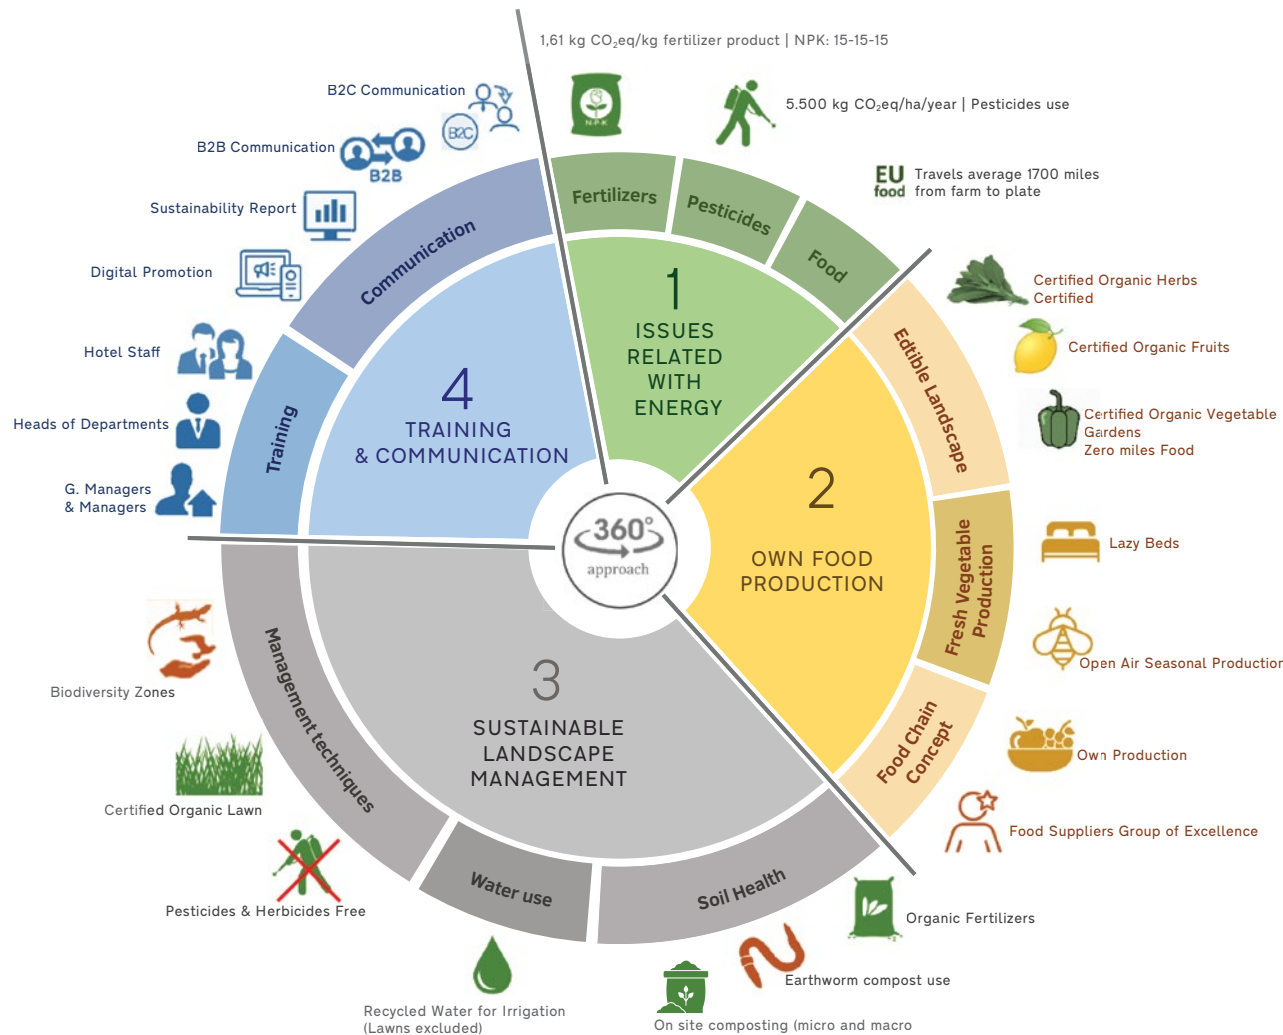 1,61 kg CO₂eq/kg fertilizer product | NPK: 15-15-15
N-P-K
5.500 kg CO₂eq/ha/year | Pesticides use
EU
food
Travels average 1700 miles
from farm to plate
Fertilizers
Pesticides
Food
1
ISSUES
RELATED
WITH
ENERGY
Certified Organic Herbs
Certified
Certified Organic Fruits
Certified Organic Vegetable
Gardens
Zero miles Food
Lazy Beds
Open Air Seasonal Production
Own Production
Food Suppliers Group of Excellence
Edtible Landscape
Fresh Vegetable
Production
Food Chain
Concept
2
OWN FOOD
PRODUCTION
Organic Fertilizers
Earthworm compost use
On site composting (micro and macro
Recycled Water for Irrigation
(Lawns excluded)
Pesticides & Herbicides Free
Certified Organic Lawn
Biodiversity Zones
Soil Health
Water use
Management techniques
3
SUSTAINABLE
LANDSCAPE
MANAGEMENT
G. Managers
& Managers
Heads of Departments
Hotel Staff
Digital Promotion
Sustainability Report
B2B Communication
B2B
B2C Communication
B2C
Training
Communication
4
TRAINING
& COMMUNICATION
360°
approach